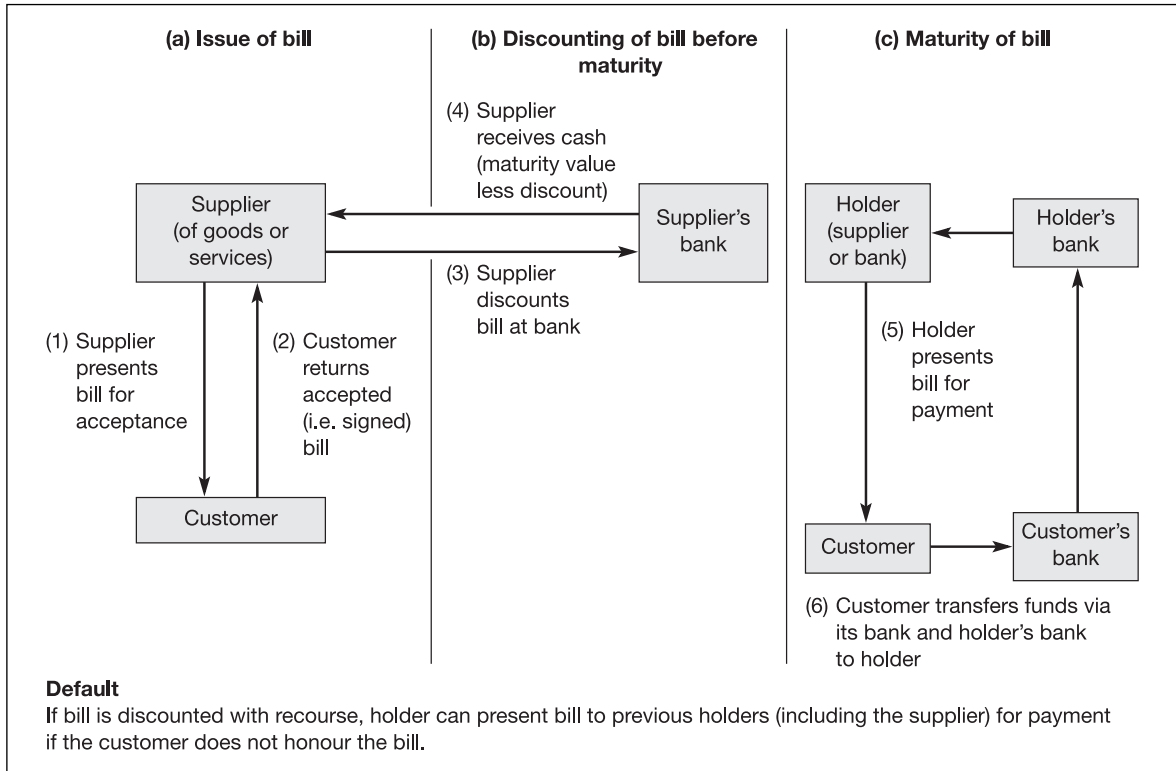 (a) Issue of bill
(b) Discounting of bill before
maturity
(c) Maturity of bill
(4) Supplier
receives cash
(maturity value
less discount)
Supplier
(of goods or
services)
Supplier's
bank
(3) Supplier
discounts
bill at bank
(1) Supplier
presents
bill for
acceptance
(2) Customer
returns
accepted
(i.e. signed)
bill
Customer
Holder
(supplier
or bank)
Holder's
bank
(5) Holder
presents
bill for
payment
Customer
Customer's
bank
(6) Customer transfers funds via
its bank and holder's bank
to holder
Default
If bill is discounted with recourse, holder can present bill to previous holders (including the supplier) for payment
if the customer does not honour the bill.